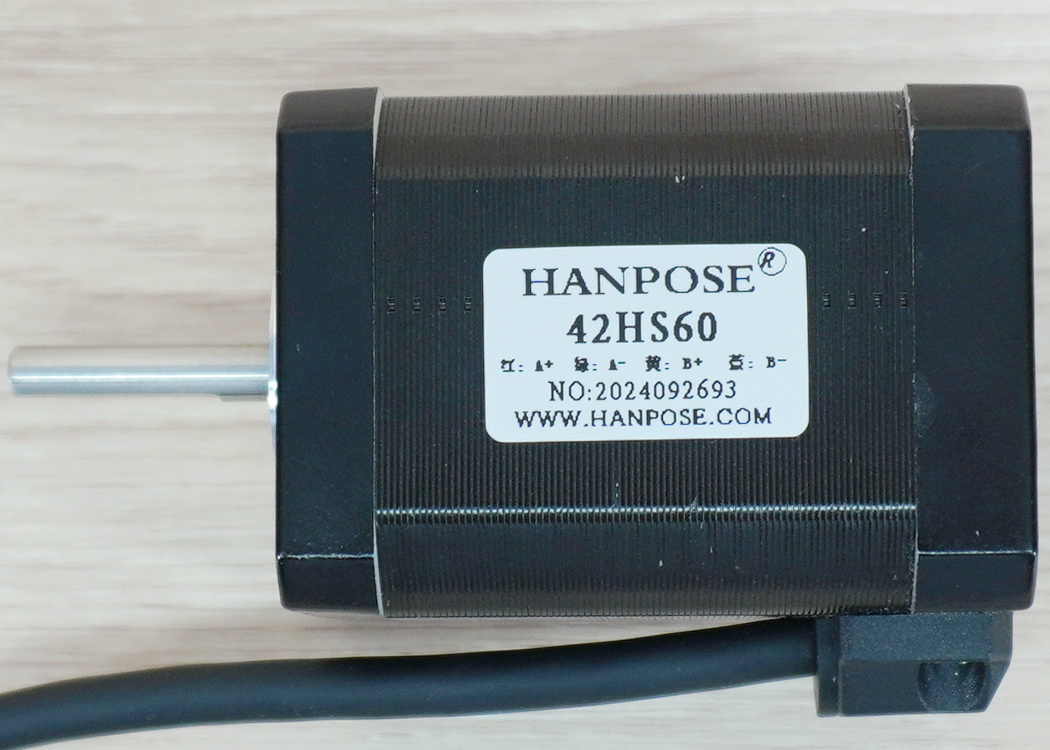 HANPOSE®
42HS60
红: A+ 绿: A- 黄: B+ 蓝: B-
NO:2024092693
WWW.HANPOSE.COM